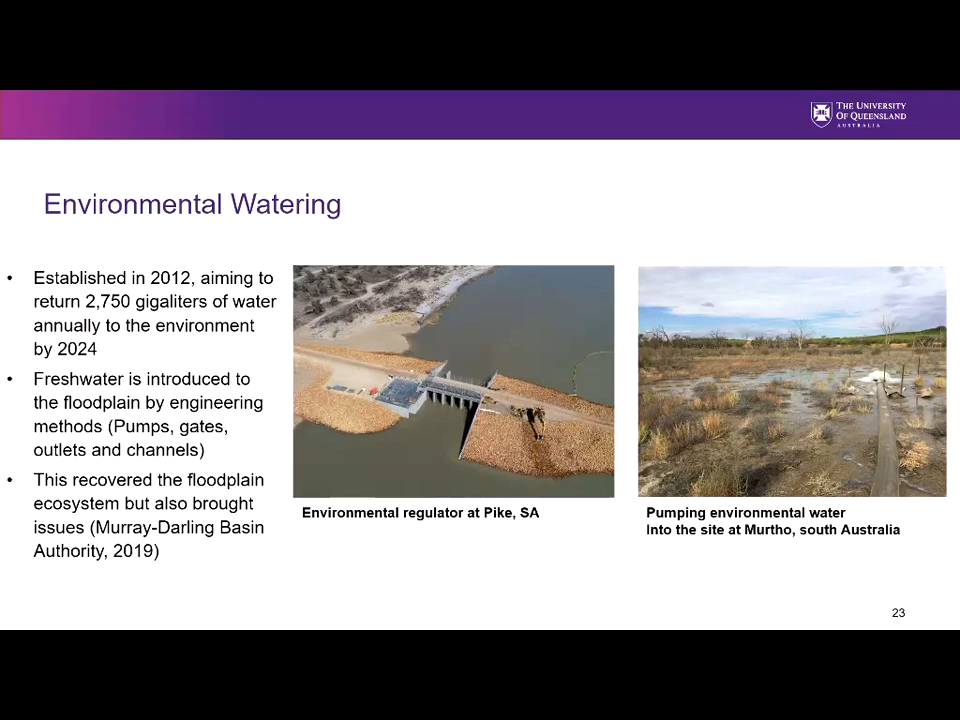 THE UNIVERSITY
OF QUEENSLAND
AUSTRALIA
Environmental Watering
• Established in 2012, aiming to
return 2,750 gigaliters of water
annually to the environment
by 2024
• Freshwater is introduced to
the floodplain by engineering
methods (Pumps, gates,
outlets and channels)
• This recovered the floodplain
ecosystem but also brought
issues (Murray-Darling Basin
Authority, 2019)
Environmental regulator at Pike, SA
Pumping environmental water
Into the site at Murtho, south Australia
23